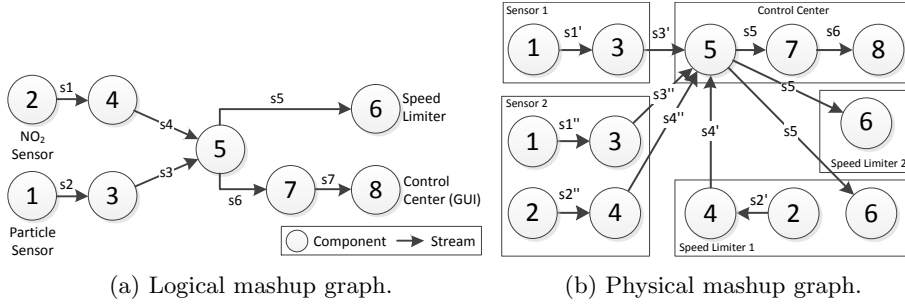 2
s1
4
NO₂
Sensor
s4
1
s2
3
Particle
Sensor
s3
5
s5
6
Speed
Limiter
s6
7
s7
8
Control
Center (GUI)
Component
Stream
(a) Logical mashup graph.
Sensor 1
1
s1'
3
s3'
Control Center
5
s5
7
s6
8
Sensor 2
1
s1''
3
s3''
2
s2''
4
s4''
s4'
s5
6
Speed Limiter 2
s5
4
s2'
2
6
Speed Limiter 1
(b) Physical mashup graph.